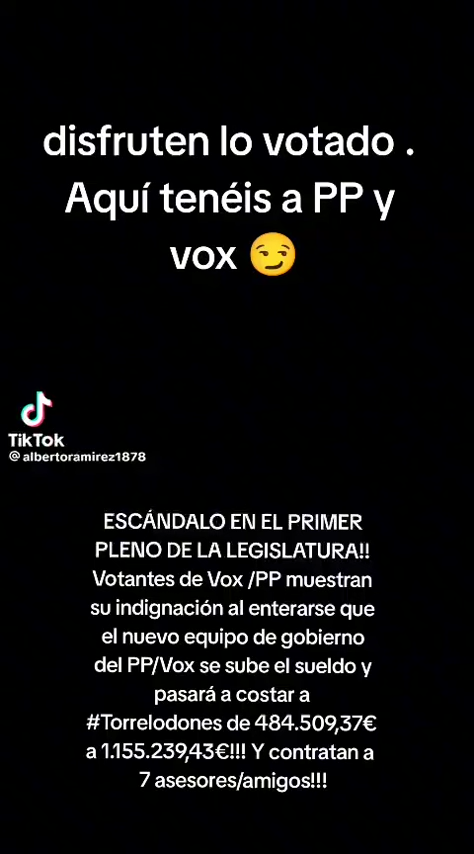 disfruten lo votado .
Aquí tenéis a PP y
vox 😏
TikTok
@albertoramirez1878
ESCÁNDALO EN EL PRIMER
PLENO DE LA LEGISLATURA!!
Votantes de Vox /PP muestran
su indignación al enterarse que
el nuevo equipo de gobierno
del PP/Vox se sube el sueldo y
pasará a costar a
#Torrelodones de 484.509,37€
a 1.155.239,43€!!! Y contratan a
7 asesores/amigos!!!